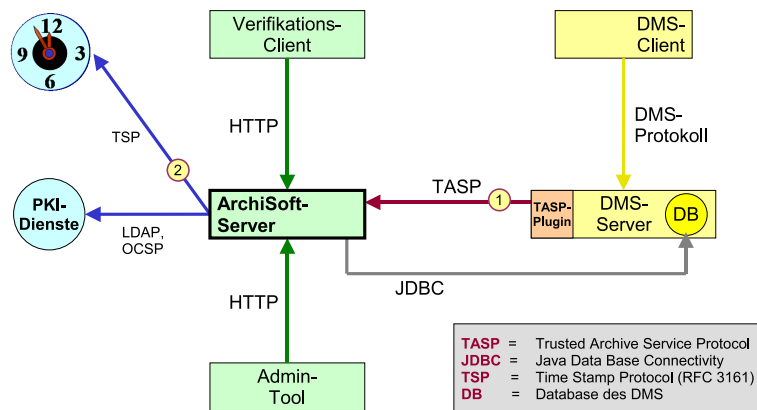 12
9
3
6
Verifikations-
Client
DMS-
Client
TSP
2
HTTP
DMS-
Protokoll
PKI-
Dienste
LDAP,
OCSP
ArchiSoft-
Server
TASP
1
TASP-
Plugin
DMS-
Server
DB
JDBC
HTTP
Admin-
Tool
TASP = Trusted Archive Service Protocol
JDBC = Java Data Base Connectivity
TSP = Time Stamp Protocol (RFC 3161)
DB = Database des DMS